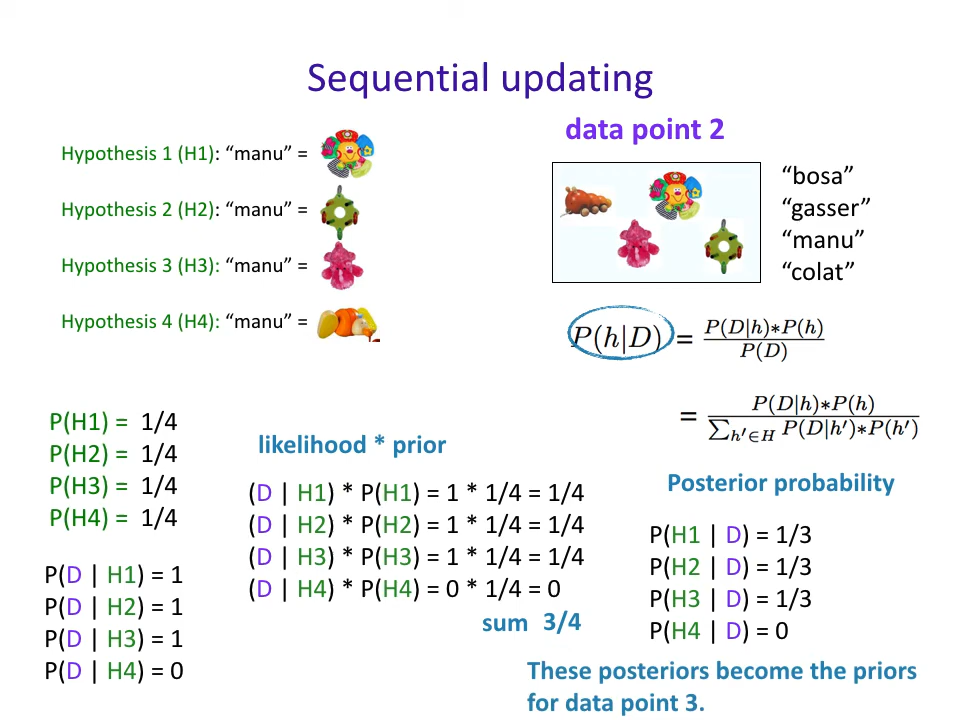 Sequential updating
data point 2
Hypothesis 1 (H1): “manu” =
Hypothesis 2 (H2): “manu” =
Hypothesis 3 (H3): “manu” =
Hypothesis 4 (H4): “manu” =
“bosa”
“gasser”
“manu”
“colat”
P(h|D) = P(D|h)*P(h) / P(D)
= P(D|h)*P(h) / ∑h'∈H P(D|h')*P(h')
P(H1) = 1/4
P(H2) = 1/4
P(H3) = 1/4
P(H4) = 1/4
P(D | H1) = 1
P(D | H2) = 1
P(D | H3) = 1
P(D | H4) = 0
likelihood * prior
(D | H1) * P(H1) = 1 * 1/4 = 1/4
(D | H2) * P(H2) = 1 * 1/4 = 1/4
(D | H3) * P(H3) = 1 * 1/4 = 1/4
(D | H4) * P(H4) = 0 * 1/4 = 0
sum 3/4
Posterior probability
P(H1 | D) = 1/3
P(H2 | D) = 1/3
P(H3 | D) = 1/3
P(H4 | D) = 0
These posteriors become the priors
for data point 3.